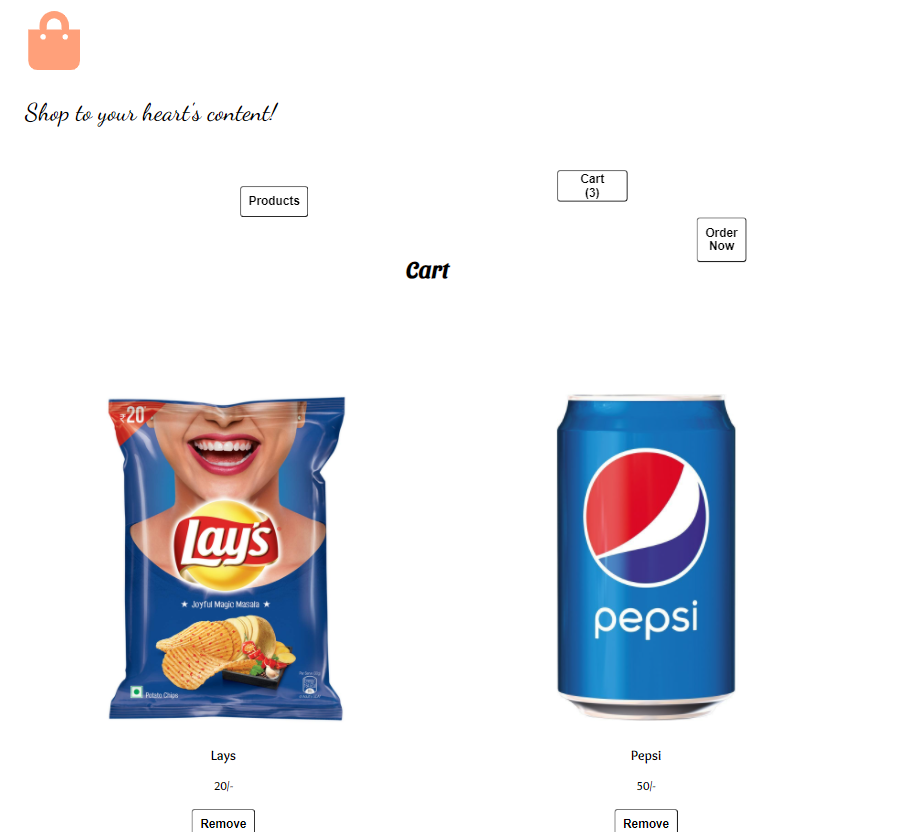 Shop to your heart's content!
Products
Cart
(3)
Order
Now
Cart
₹20
Lay's
★ Joyful Magic Masala ★
Potato Chips
pepsi
Lays
20/-
Remove
Pepsi
50/-
Remove